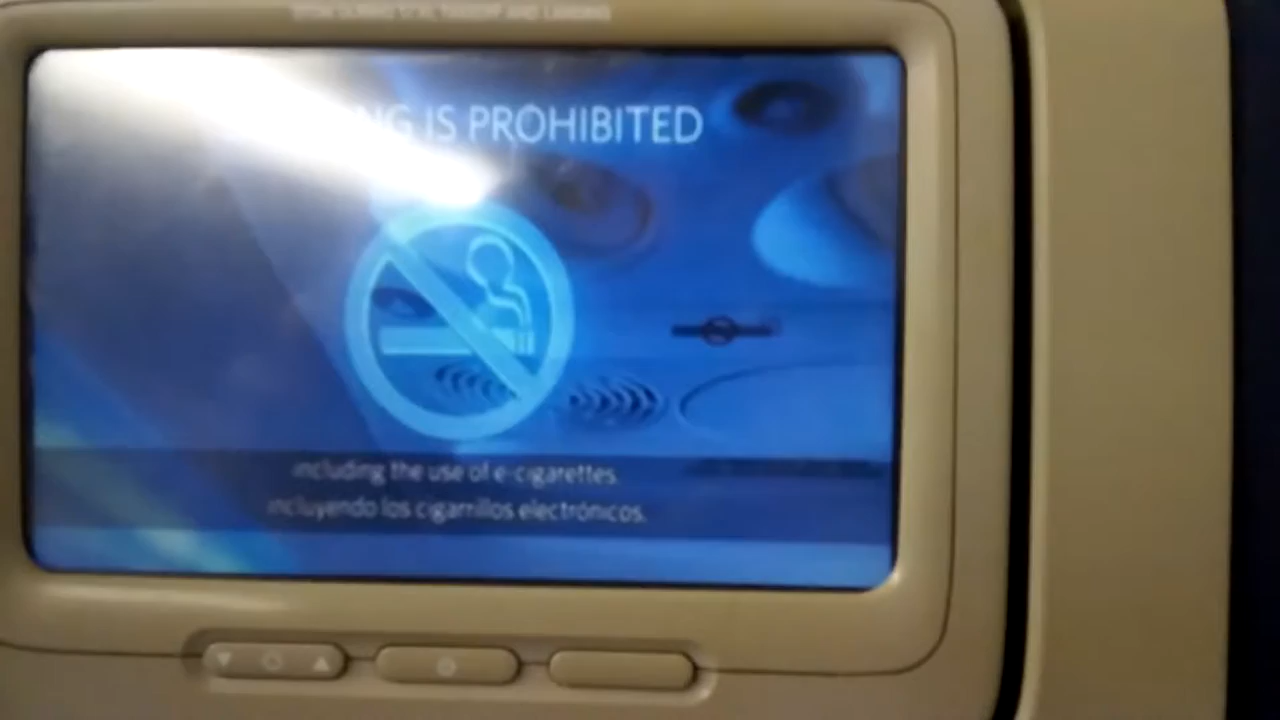 IS PROHIBITED
including the use of e-cigarettes.
incluyendo los cigarrillos electrónicos.